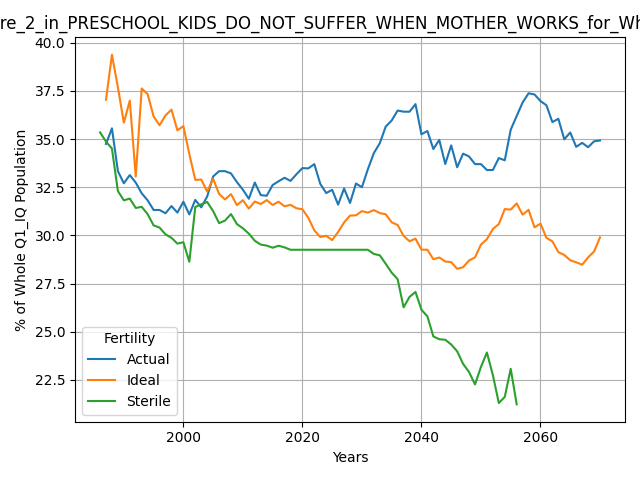 re_2_in_PRESCHOOL_KIDS_DO_NOT_SUFFER_WHEN_MOTHER_WORKS_for_Wh
40.0
37.5
35.0
32.5
30.0
27.5
25.0
22.5
% of Whole Q1_IQ Population
Fertility
Actual
Ideal
Sterile
2000
2020
2040
2060
Years